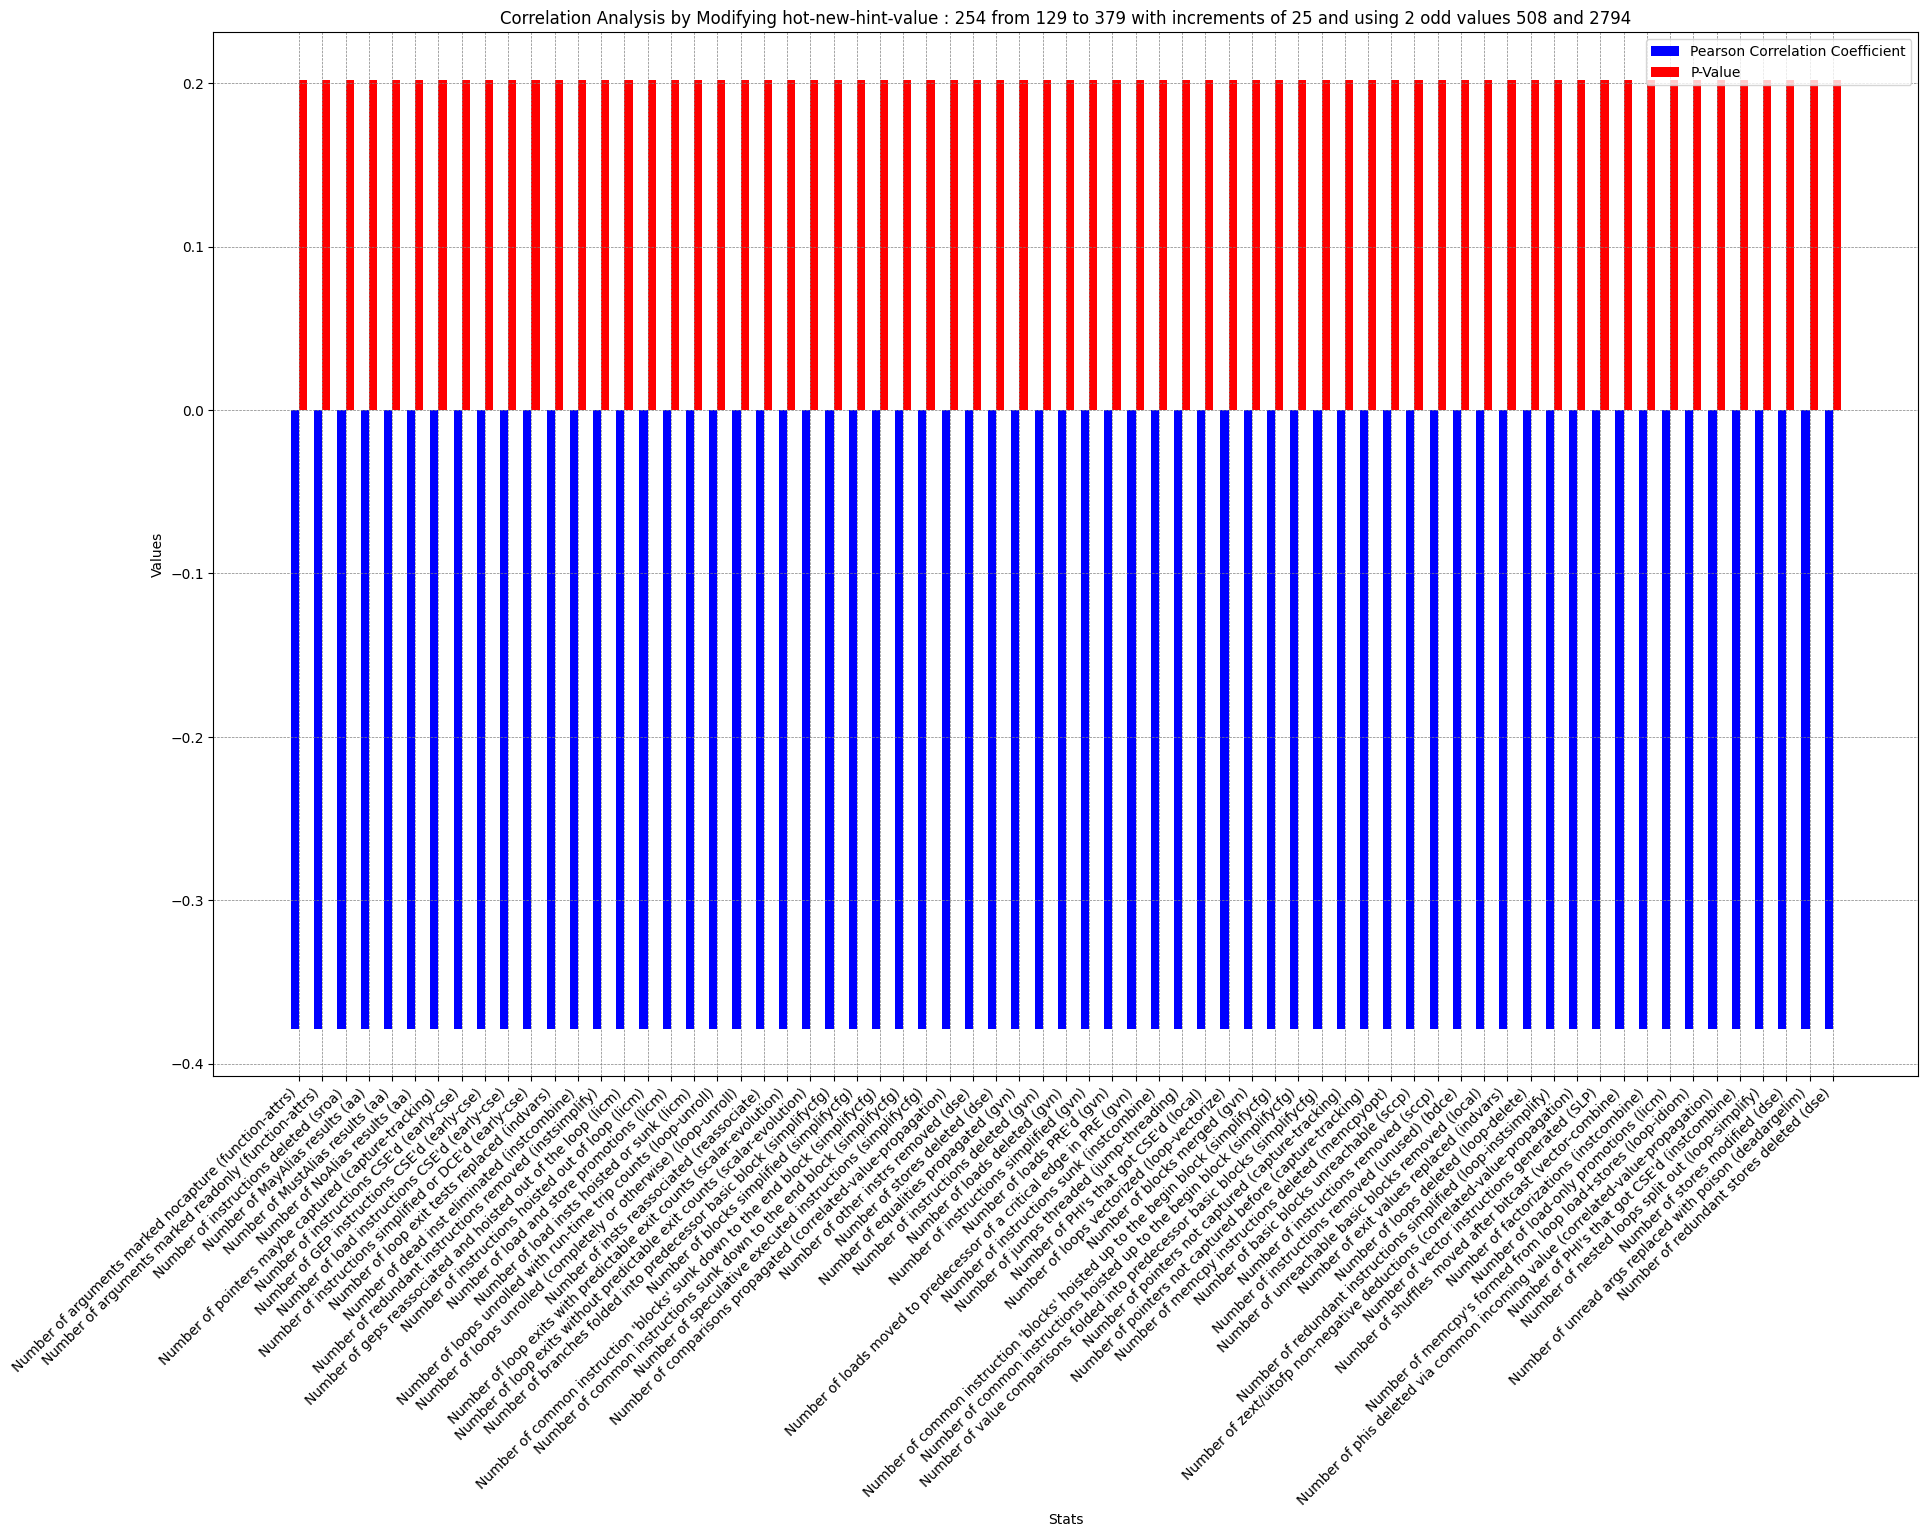 Correlation Analysis by Modifying hot-new-hint-value : 254 from 129 to 379 with increments of 25 and using 2 odd values 508 and 2794
Pearson Correlation Coefficient
P-Value
0.2
0.1
0.0
−0.1
−0.2
−0.3
−0.4
Values
Number of arguments marked nocapture (function-attrs)
Number of arguments marked readonly (function-attrs)
Number of instructions deleted (sroa)
Number of MayAlias results (aa)
Number of MustAlias results (aa)
Number of NoAlias results (aa)
Number of pointers maybe captured (capture-tracking)
Number of instructions CSE'd (early-cse)
Number of GEP instructions CSE'd (early-cse)
Number of load instructions CSE'd (early-cse)
Number of instructions simplified or DCE'd (early-cse)
Number of loop exit tests replaced (indvars)
Number of dead inst eliminated (instcombine)
Number of redundant instructions removed (instsimplify)
Number of geps reassociated and hoisted out of the loop (licm)
Number of instructions hoisted out of loop (licm)
Number of load and store promotions (licm)
Number of load insts hoisted or sunk (licm)
Number of loops unrolled with run-time trip counts (loop-unroll)
Number of loops unrolled (completely or otherwise) (loop-unroll)
Number of insts reassociated (reassociate)
Number of loop exits with predictable exit counts (scalar-evolution)
Number of loop exits without predictable exit counts (scalar-evolution)
Number of branches folded into predecessor basic block (simplifycfg)
Number of blocks simplified (simplifycfg)
Number of common instruction 'blocks' sunk down to the end block (simplifycfg)
Number of common instructions sunk down to the end block (simplifycfg)
Number of speculative executed instructions (simplifycfg)
Number of comparisons propagated (correlated-value-propagation)
Number of other instrs removed (dse)
Number of stores deleted (dse)
Number of equalities propagated (gvn)
Number of instructions deleted (gvn)
Number of loads deleted (gvn)
Number of instructions simplified (gvn)
Number of loads PRE'd (gvn)
Number of loads moved to predecessor of a critical edge in PRE (gvn)
Number of instructions sunk (instcombine)
Number of jumps threaded (jump-threading)
Number of PHI's that got CSE'd (local)
Number of loops vectorized (loop-vectorize)
Number of blocks merged (gvn)
Number of common instruction 'blocks' hoisted up to the begin block (simplifycfg)
Number of common instructions hoisted up to the begin block (simplifycfg)
Number of value comparisons folded into predecessor basic blocks (simplifycfg)
Number of pointers not captured (capture-tracking)
Number of pointers not captured before (capture-tracking)
Number of memcpy instructions deleted (memcpyopt)
Number of basic blocks unreachable (sccp)
Number of instructions removed (sccp)
Number of instructions removed (unused) (bdce)
Number of unreachable basic blocks removed (local)
Number of exit values replaced (indvars)
Number of loops deleted (loop-delete)
Number of redundant instructions simplified (loop-instsimplify)
Number of zext/uitofp non-negative deductions (correlated-value-propagation)
Number of vector instructions generated (SLP)
Number of shuffles moved after bitcast (vector-combine)
Number of factorizations (instcombine)
Number of load-only promotions (licm)
Number of memcpy's formed from loop load+stores (loop-idiom)
Number of phis deleted via common incoming value (correlated-value-propagation)
Number of PHI's that got CSE'd (instcombine)
Number of nested loops split out (loop-simplify)
Number of stores modified (dse)
Number of unread args replaced with poison (deadargelim)
Number of redundant stores deleted (dse)
Stats